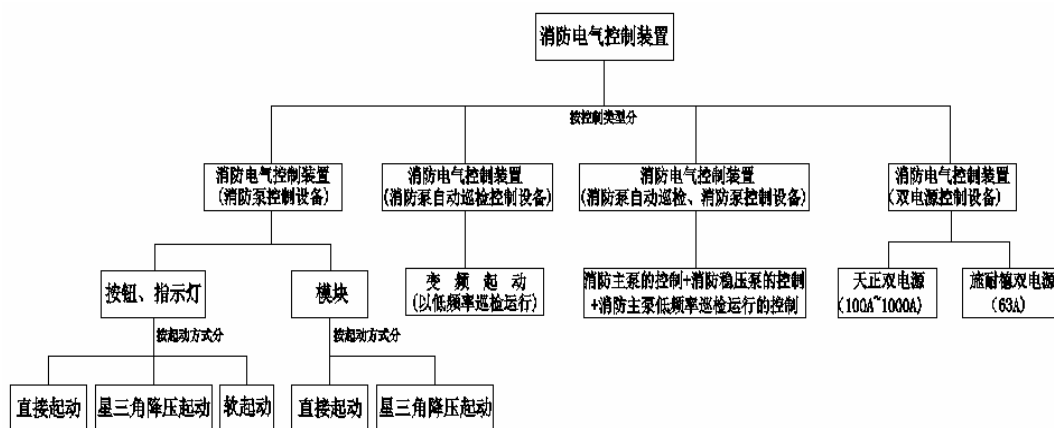 消防电气控制装置
按控制类型分
消防电气控制装置
(消防泵控制设备)
消防电气控制装置
(消防泵自动巡检控制设备)
消防电气控制装置
(消防泵自动巡检、消防泵控制设备)
消防电气控制装置
(双电源控制设备)
按钮、指示灯
模块
变 频 起 动
(以低频率巡检运行)
消防主泵的控制+消防稳压泵的控制
+消防主泵低频率巡检运行的控制
天正双电源
(100A~1000A)
施耐德双电源
(63A)
按起动方式分
按起动方式分
直接起动
星三角降压起动
软起动
直接起动
星三角降压起动